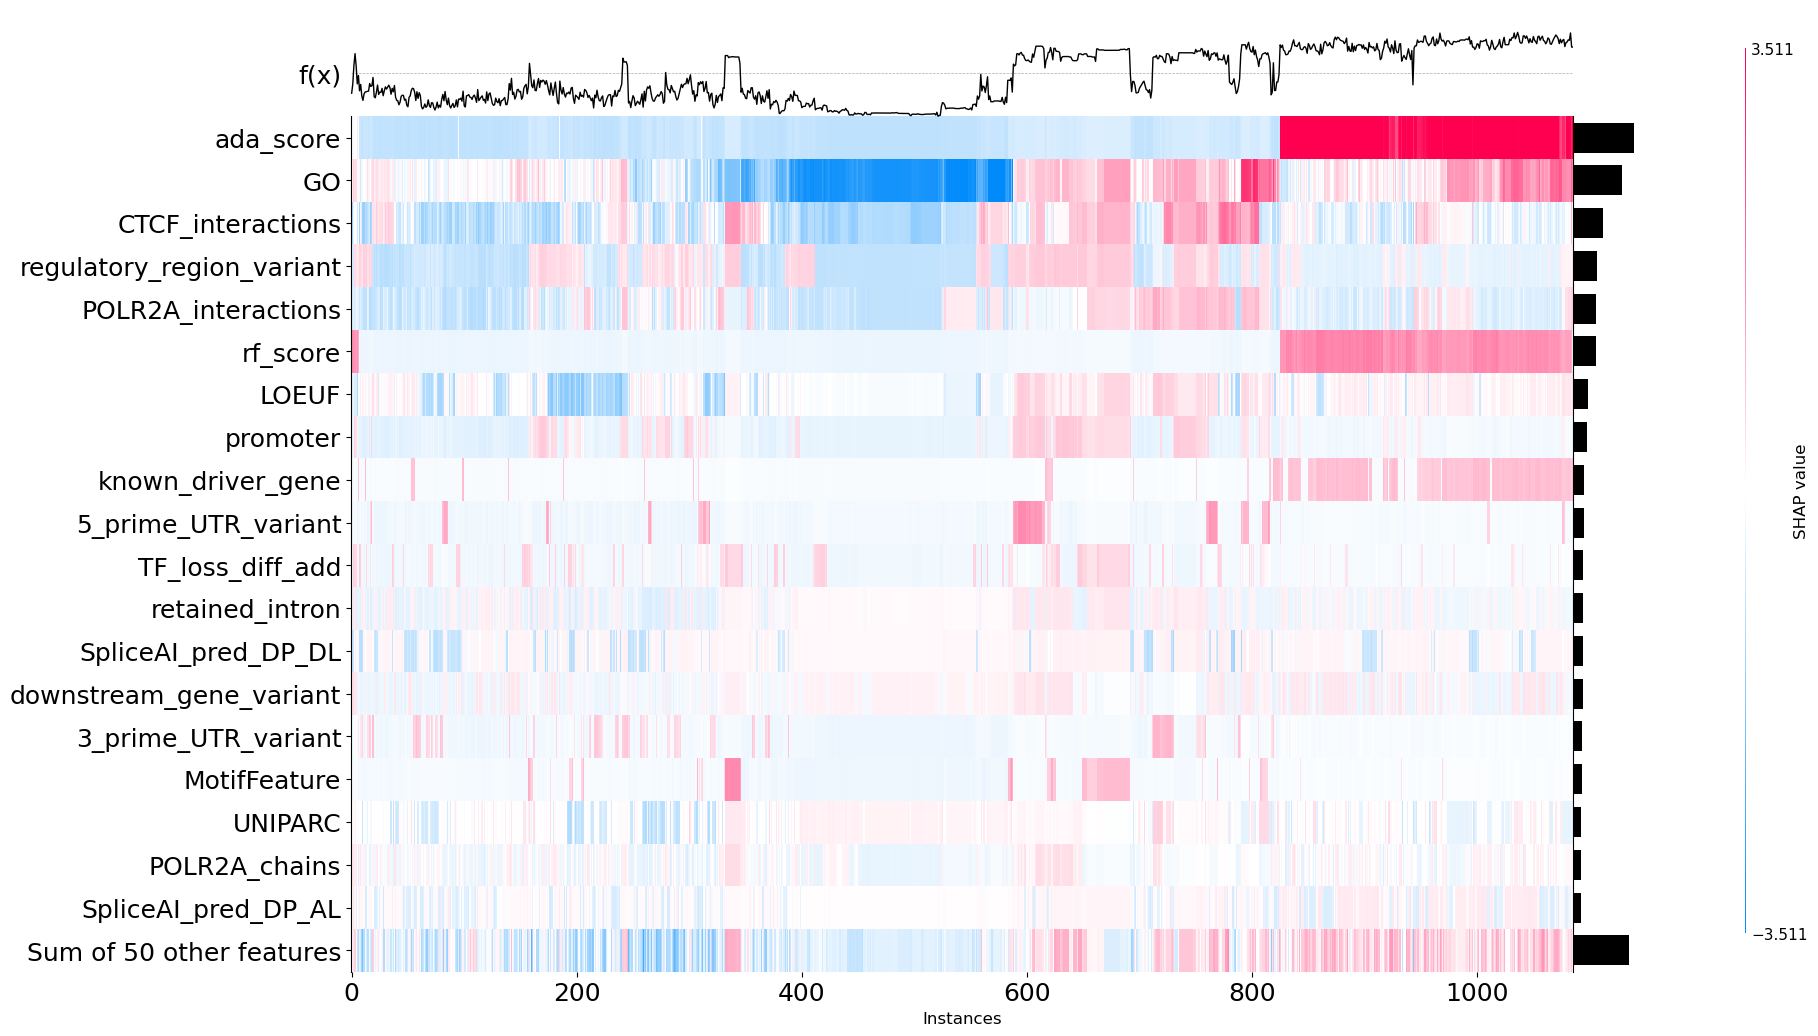 f(x)
3.511
ada_score
GO
CTCF_interactions
regulatory_region_variant
POLR2A_interactions
rf_score
LOEUF
promoter
known_driver_gene
5_prime_UTR_variant
TF_loss_diff_add
retained_intron
SpliceAI_pred_DP_DL
downstream_gene_variant
3_prime_UTR_variant
MotifFeature
UNIPARC
POLR2A_chains
SpliceAI_pred_DP_AL
Sum of 50 other features
SHAP value
−3.511
0 200 400 600 800 1000
Instances